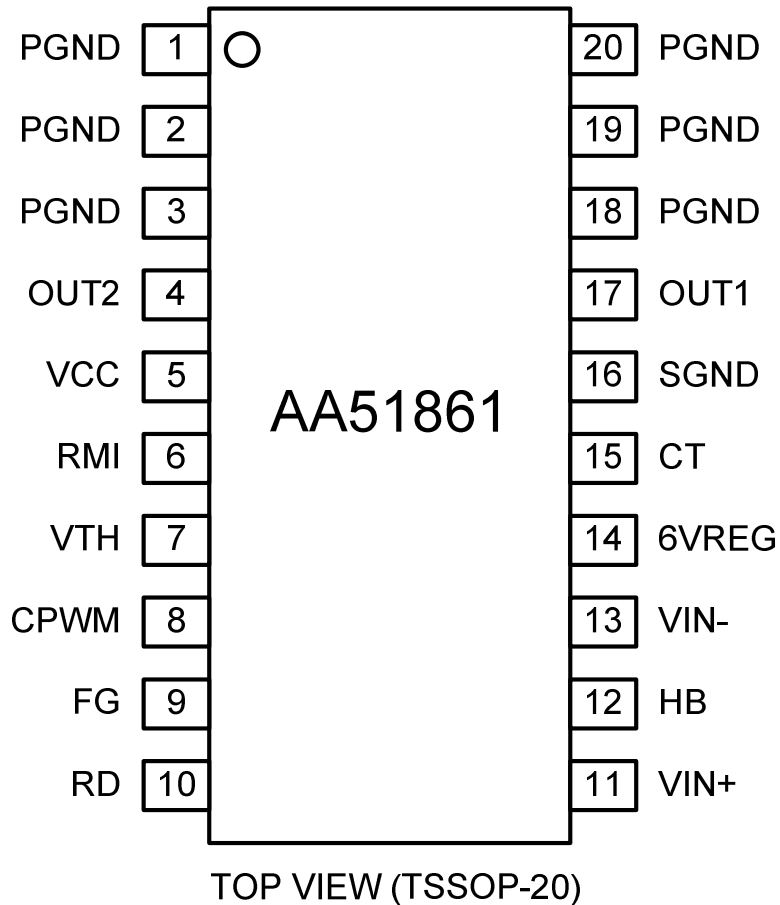 PGND 1 20 PGND
PGND 2 19 PGND
PGND 3 18 PGND
OUT2 4 17 OUT1
VCC 5 16 SGND
AA51861
RMI 6 15 CT
VTH 7 14 6VREG
CPWM 8 13 VIN-
FG 9 12 HB
RD 10 11 VIN+
TOP VIEW (TSSOP-20)